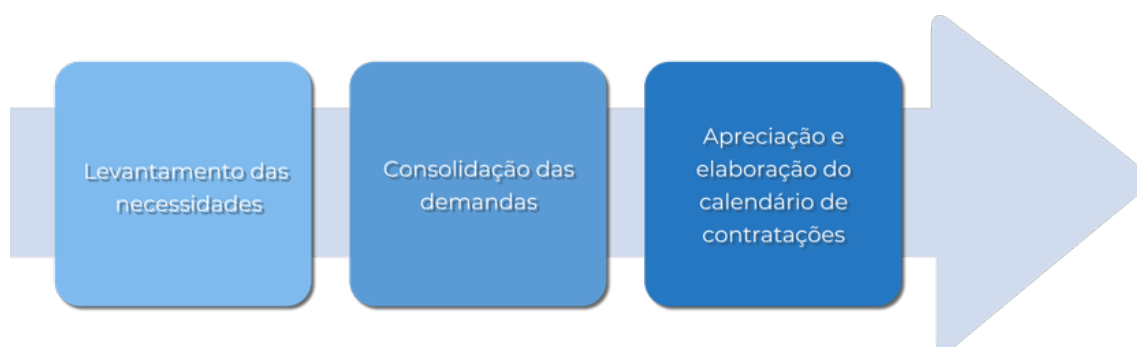 Levantamento das
necessidades
Consolidação das
demandas
Apreciação e
elaboração do
calendário de
contratações